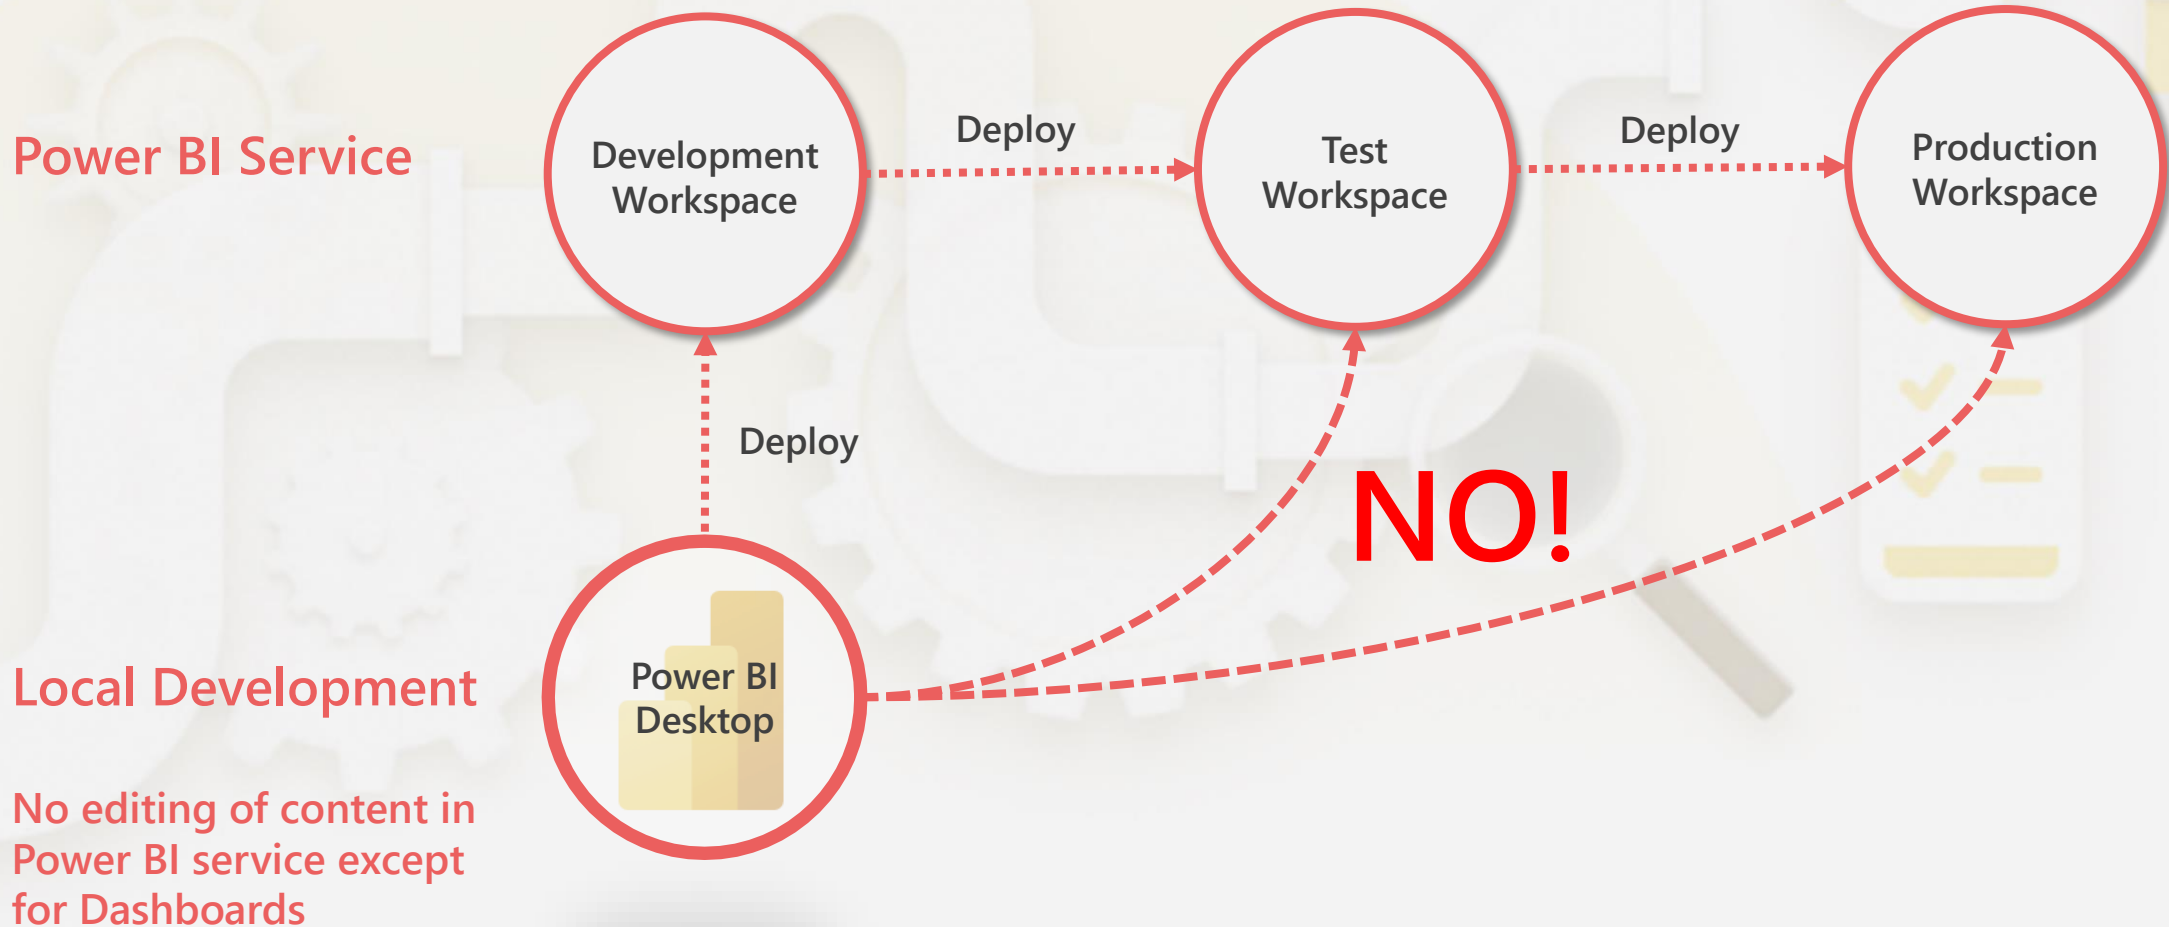 Power BI Service
Development
Workspace
Deploy
Test
Workspace
Deploy
Production
Workspace
Deploy
NO!
Local Development
Power BI
Desktop
No editing of content in
Power BI service except
for Dashboards